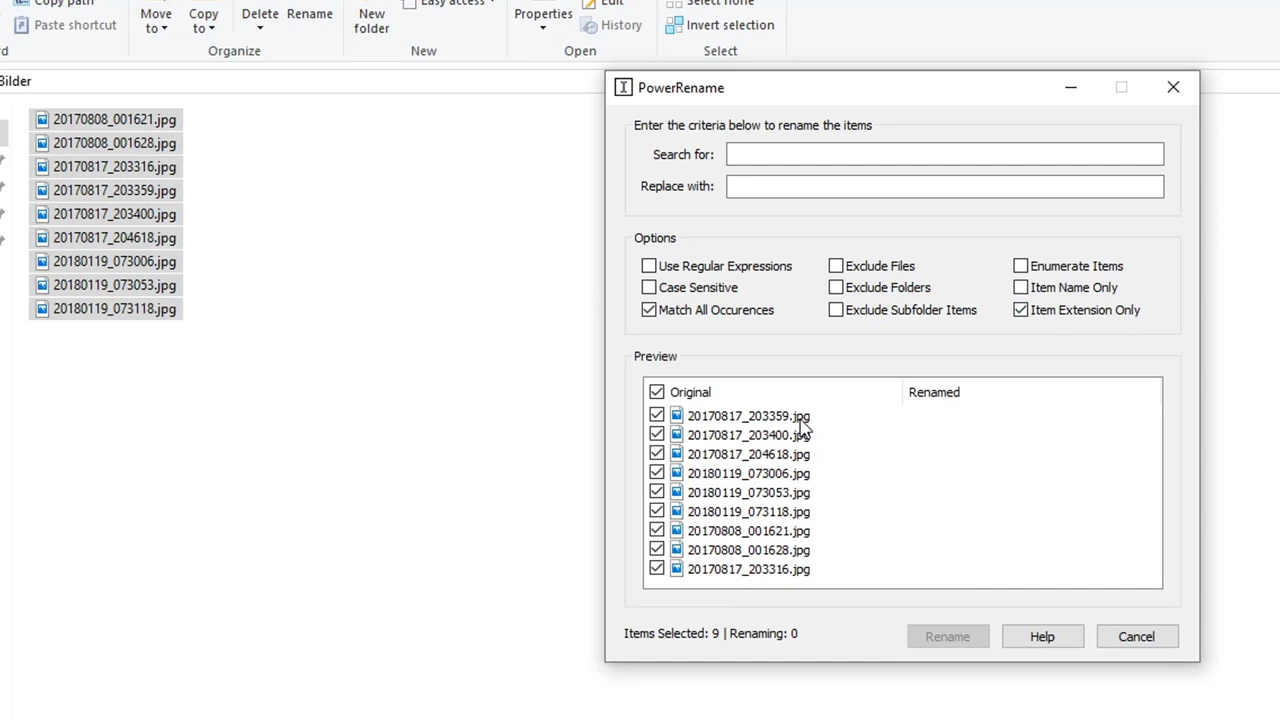 Copy path
Paste shortcut
Move to
Copy to
Delete
Rename
Organize
New folder
Easy access
New
Properties
Edit
History
Open
Select none
Invert selection
Select
Bilder
20170808_001621.jpg
20170808_001628.jpg
20170817_203316.jpg
20170817_203359.jpg
20170817_203400.jpg
20170817_204618.jpg
20180119_073006.jpg
20180119_073053.jpg
20180119_073118.jpg
PowerRename
Enter the criteria below to rename the items
Search for:
Replace with:
Options
Use Regular Expressions
Exclude Files
Enumerate Items
Case Sensitive
Exclude Folders
Item Name Only
Match All Occurences
Exclude Subfolder Items
Item Extension Only
Preview
Original
Renamed
20170817_203359.jpg
20170817_203400.jpg
20170817_204618.jpg
20180119_073006.jpg
20180119_073053.jpg
20180119_073118.jpg
20170808_001621.jpg
20170808_001628.jpg
20170817_203316.jpg
Items Selected: 9 | Renaming: 0
Rename
Help
Cancel